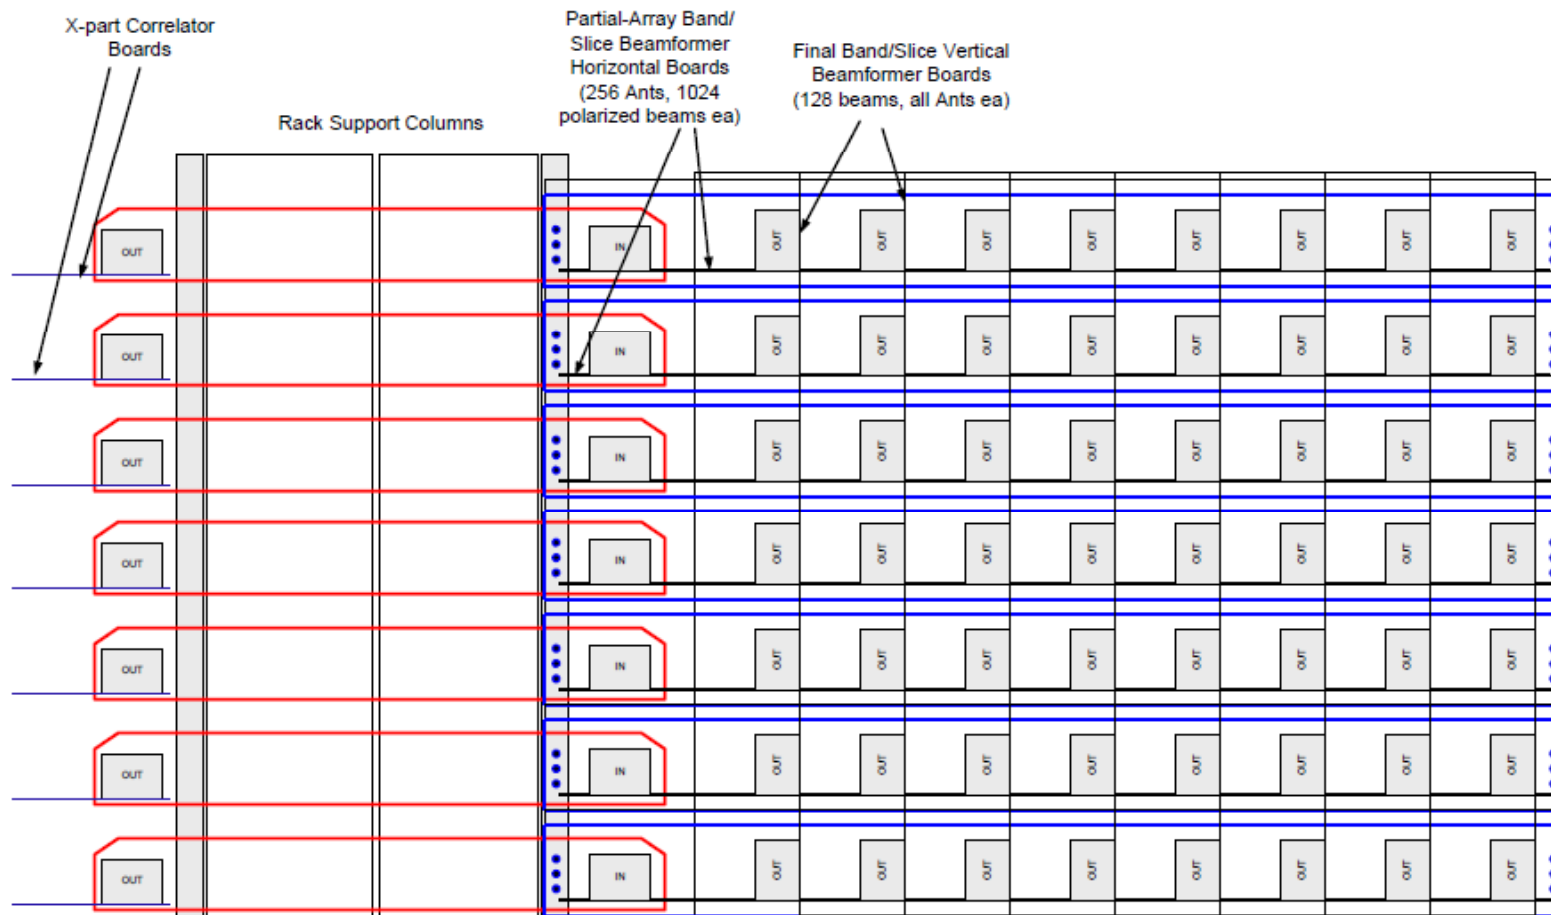 X-part Correlator
Boards
Partial-Array Band/
Slice Beamformer
Horizontal Boards
(256 Ants, 1024
polarized beams ea)
Final Band/Slice Vertical
Beamformer Boards
(128 beams, all Ants ea)
Rack Support Columns
OUT IN OUT OUT OUT OUT OUT OUT OUT OUT
OUT IN OUT OUT OUT OUT OUT OUT OUT OUT
OUT IN OUT OUT OUT OUT OUT OUT OUT OUT
OUT IN OUT OUT OUT OUT OUT OUT OUT OUT
OUT IN OUT OUT OUT OUT OUT OUT OUT OUT
OUT IN OUT OUT OUT OUT OUT OUT OUT OUT
OUT IN OUT OUT OUT OUT OUT OUT OUT OUT